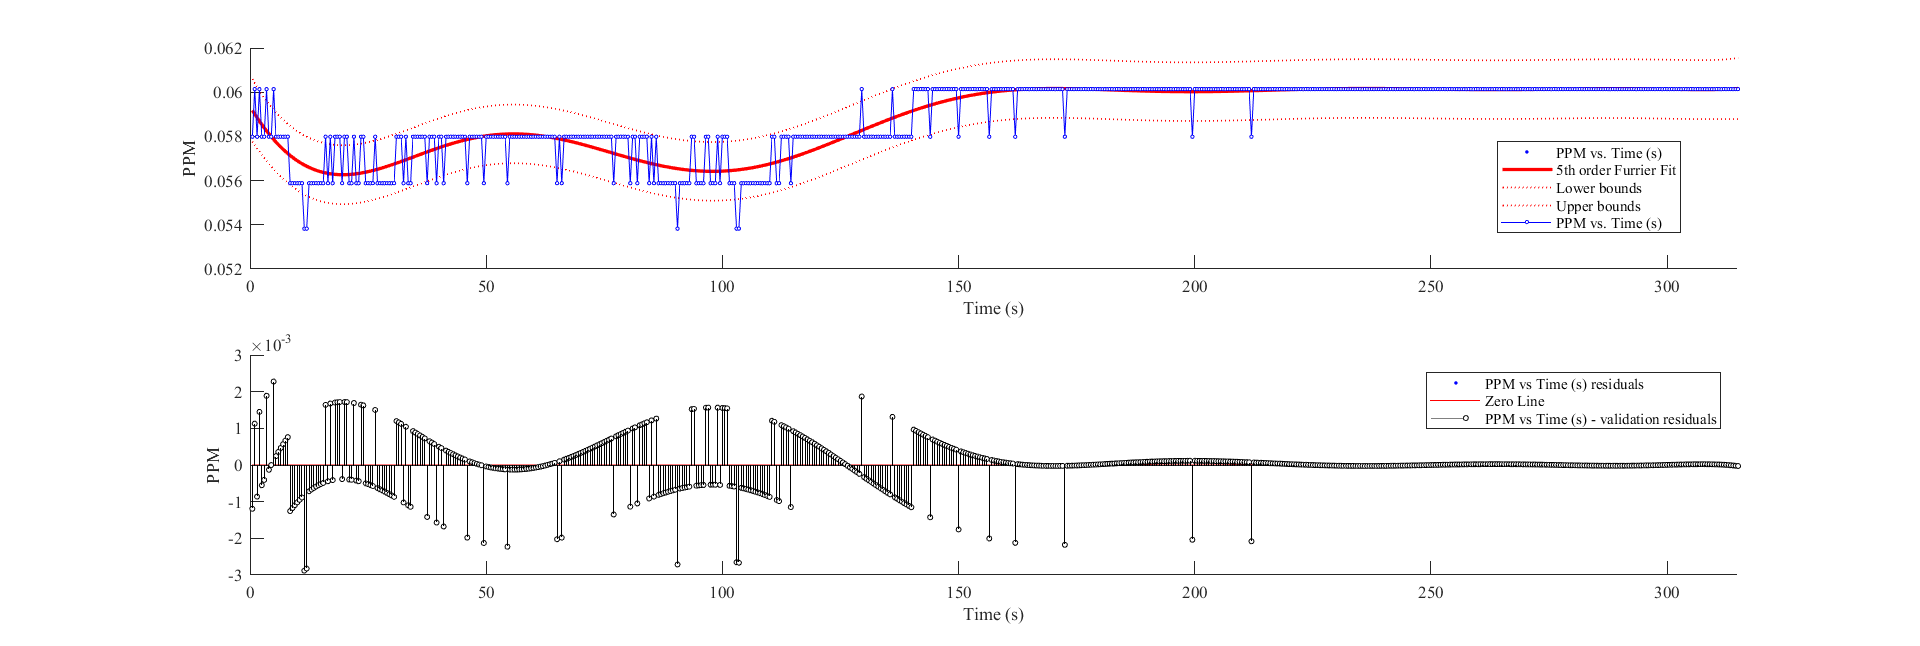 0.062
0.06
0.058
0.056
0.054
0.052
PPM
0 50 100 150 200 250 300
Time (s)
PPM vs. Time (s)
5th order Furrier Fit
Lower bounds
Upper bounds
PPM vs. Time (s)
×10-3
3
2
1
0
-1
-2
-3
PPM
0 50 100 150 200 250 300
Time (s)
PPM vs Time (s) residuals
Zero Line
PPM vs Time (s) - validation residuals